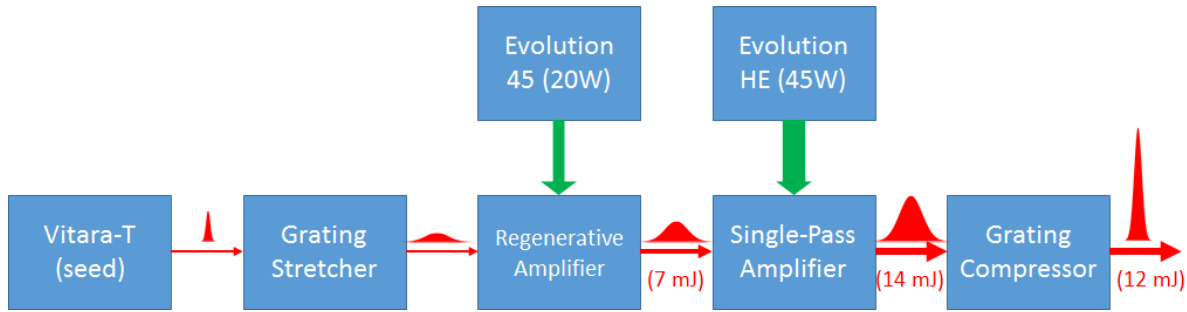 Evolution
45 (20W)
Evolution
HE (45W)
Vitara-T
(seed)
Grating
Stretcher
Regenerative
Amplifier
(7 mJ)
Single-Pass
Amplifier
(14 mJ)
Grating
Compressor
(12 mJ)